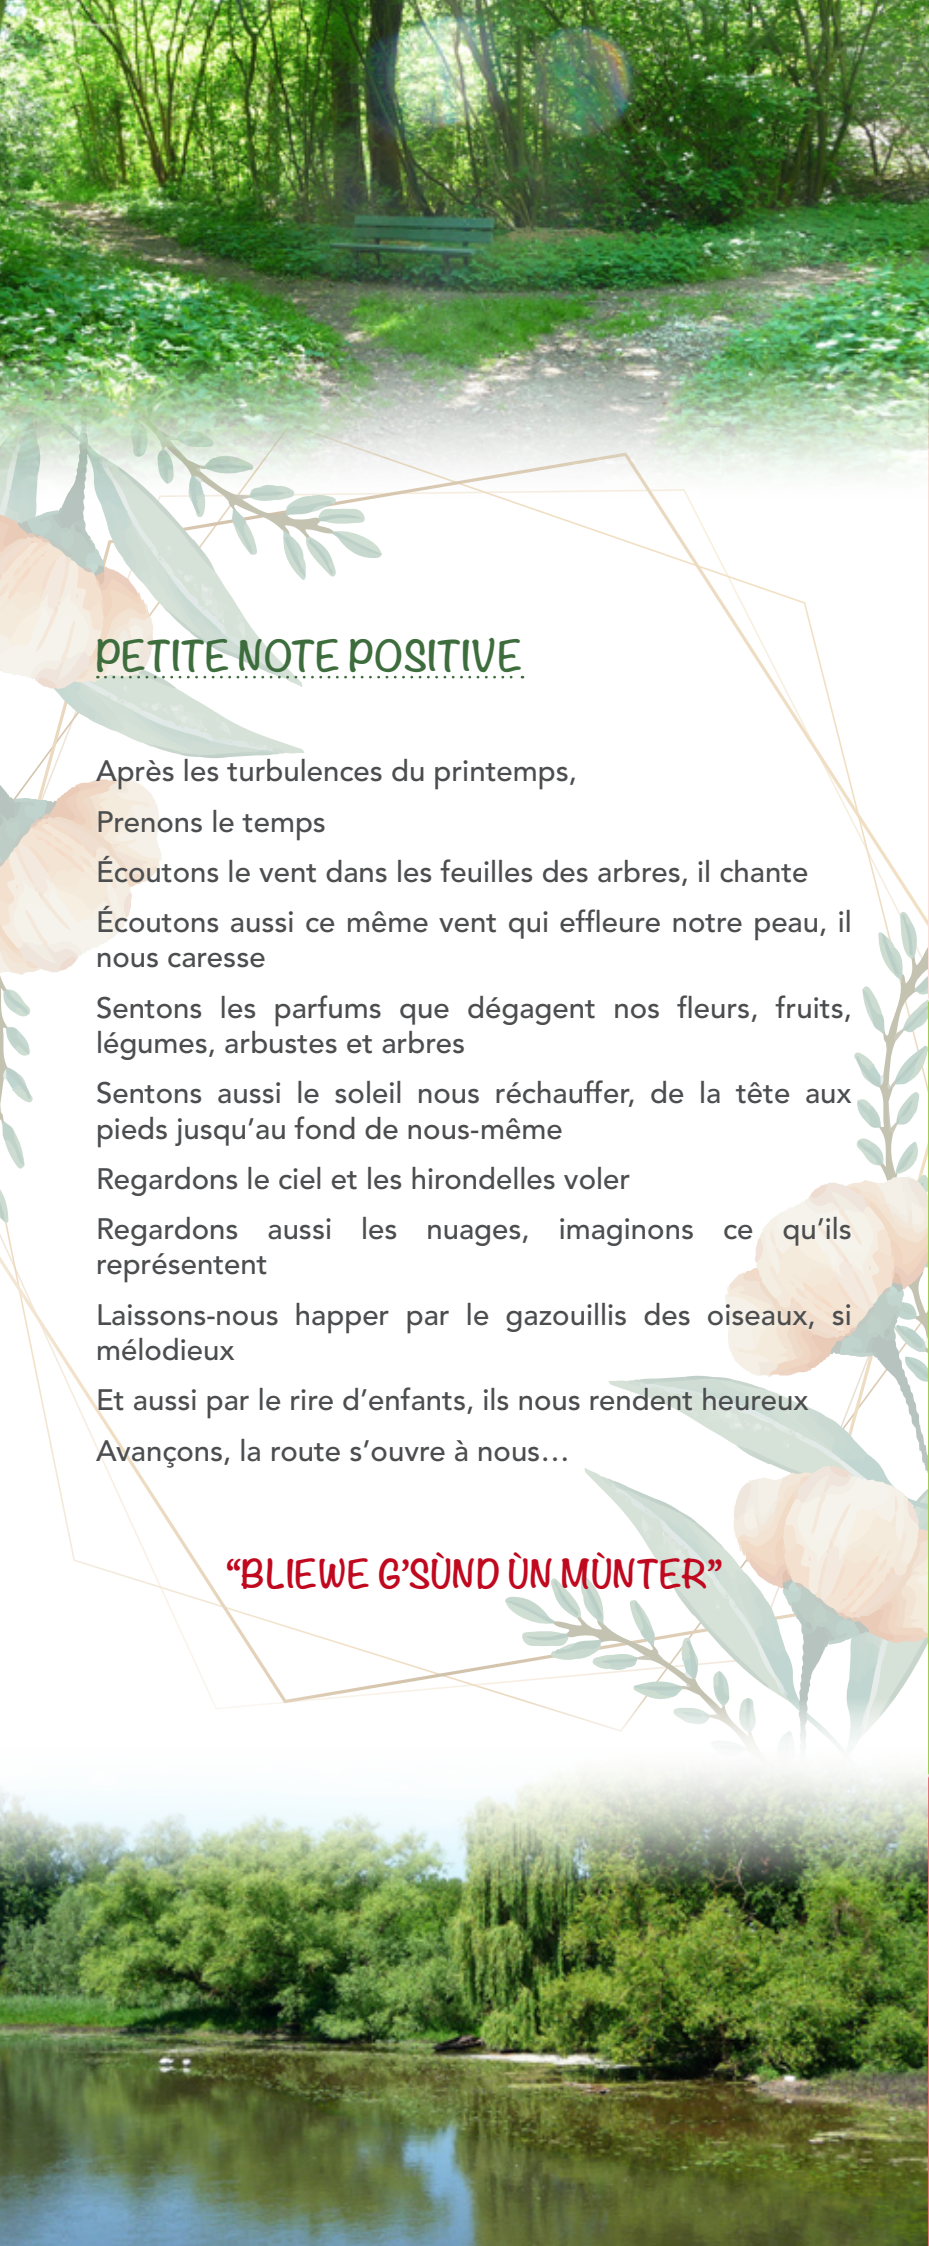 PETITE NOTE POSITIVE
Après les turbulences du printemps,
Prenons le temps
Écoutons le vent dans les feuilles des arbres, il chante
Écoutons aussi ce même vent qui effleure notre peau, il
nous caresse
Sentons les parfums que dégagent nos fleurs, fruits,
légumes, arbustes et arbres
Sentons aussi le soleil nous réchauffer, de la tête aux
pieds jusqu’au fond de nous-même
Regardons le ciel et les hirondelles voler
Regardons aussi les nuages, imaginons ce qu’ils
représentent
Laissons-nous happer par le gazouillis des oiseaux, si
mélodieux
Et aussi par le rire d’enfants, ils nous rendent heureux
Avançons, la route s’ouvre à nous…
“BLIEWE G’SÙND ÙN MÙNTER”